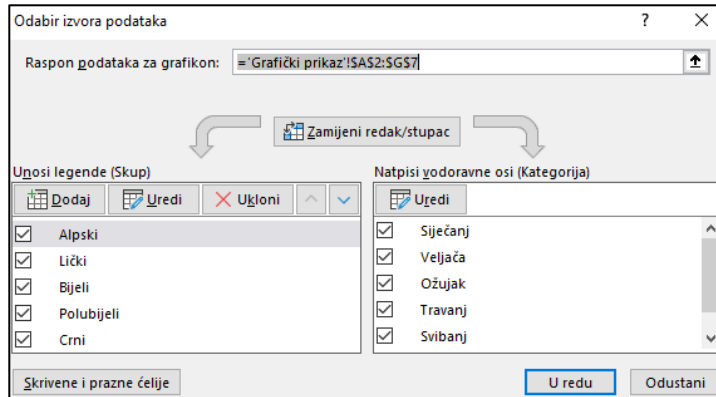 Odabir izvora podataka ? X
Raspon podataka za grafikon: ='Grafički prikaz'!$A$2:$G$7
Zamijeni redak/stupac
Unosi legende (Skup)
Dodaj Uredi Ukloni
Alpski
Lički
Bijeli
Polubijeli
Crni
Natpisi vodoravne osi (Kategorija)
Uredi
Siječanj
Veljača
Ožujak
Travanj
Svibanj
Skrivene i prazne ćelije
U redu Odustani